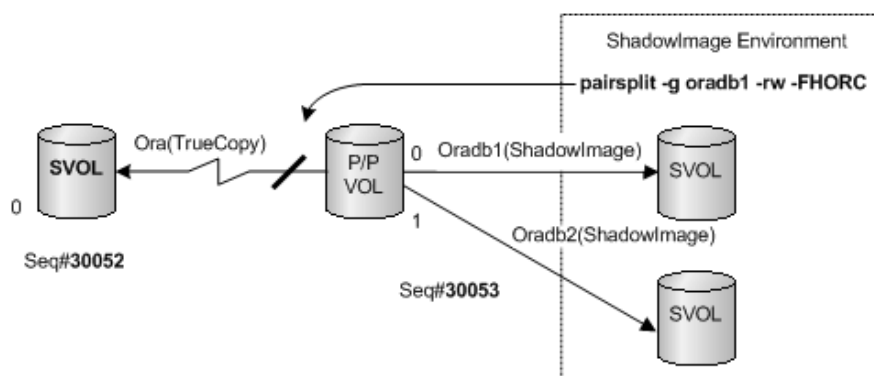 ShadowImage Environment
pairsplit -g oradb1 -rw -FHORC
Ora(TrueCopy)
SVOL
0
P/P
VOL
0
Oradb1(ShadowImage)
SVOL
1
Oradb2(ShadowImage)
Seq#30052
Seq#30053
SVOL